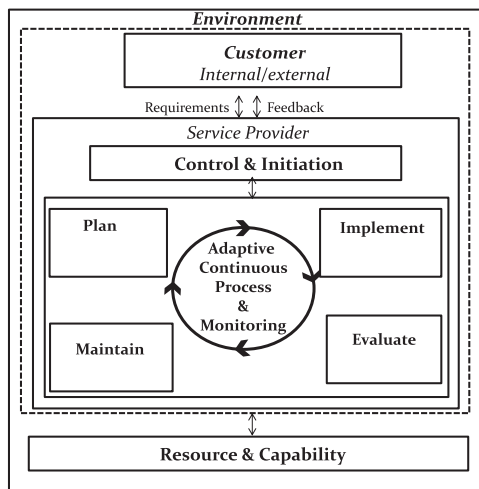 Environment
Customer
Internal/external
Requirements
Feedback
Service Provider
Control & Initiation
Plan
Implement
Adaptive
Continuous
Process
&
Monitoring
Maintain
Evaluate
Resource & Capability